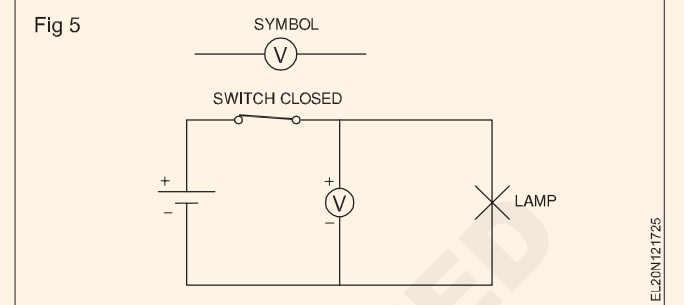 Fig 5
SYMBOL
V
SWITCH CLOSED
+
–
+
V
–
LAMP
EL20N121725